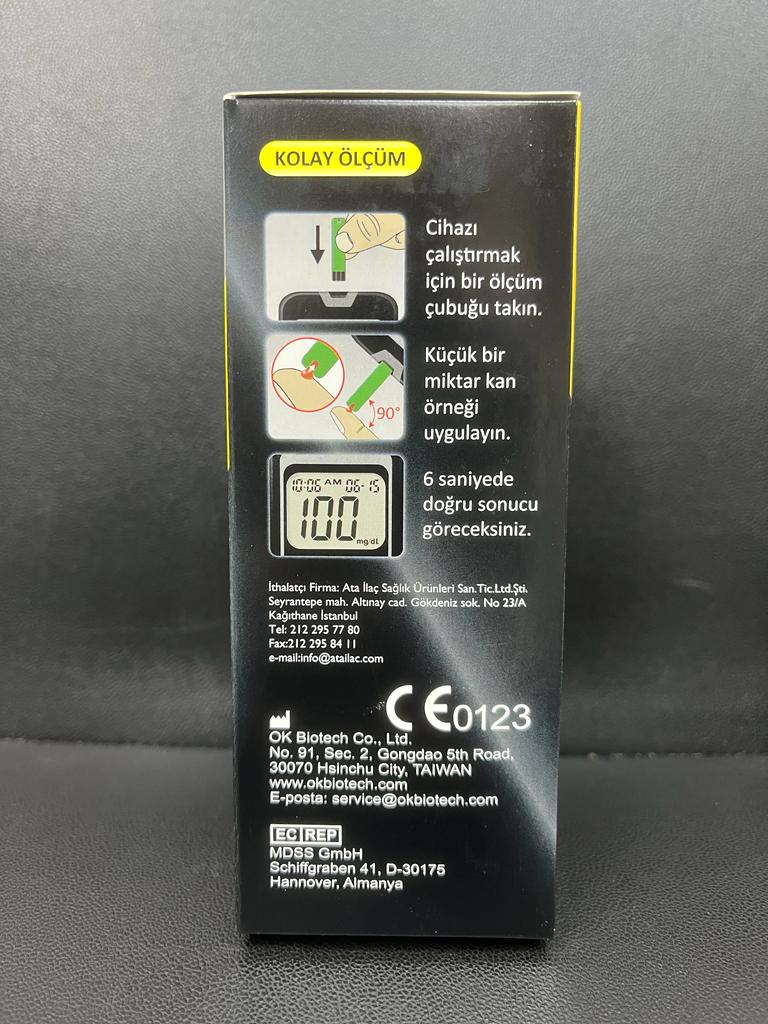 KOLAY ÖLÇÜM
Cihazı
çalıştırmak
için bir ölçüm
çubuğu takın.
90°
Küçük bir
miktar kan
örneği
uygulayın.
10:06 AM 06-15
100
mg/dL
6 saniyede
doğru sonucu
göreceksiniz.
İthalatçı Firma: Ata İlaç Sağlık Ürünleri San.Tic.Ltd.Şti.
Seyrantepe mah. Altınay cad. Gökdeniz sok. No 23/A
Kağıthane İstanbul
Tel: 212 295 77 80
Fax:212 295 84 11
e-mail:info@atailac.com
CE0123
OK Biotech Co., Ltd.
No. 91, Sec. 2, Gongdao 5th Road,
30070 Hsinchu City, TAIWAN
www.okbiotech.com
E-posta: service@okbiotech.com
EC REP
MDSS GmbH
Schiffgraben 41, D-30175
Hannover, Almanya